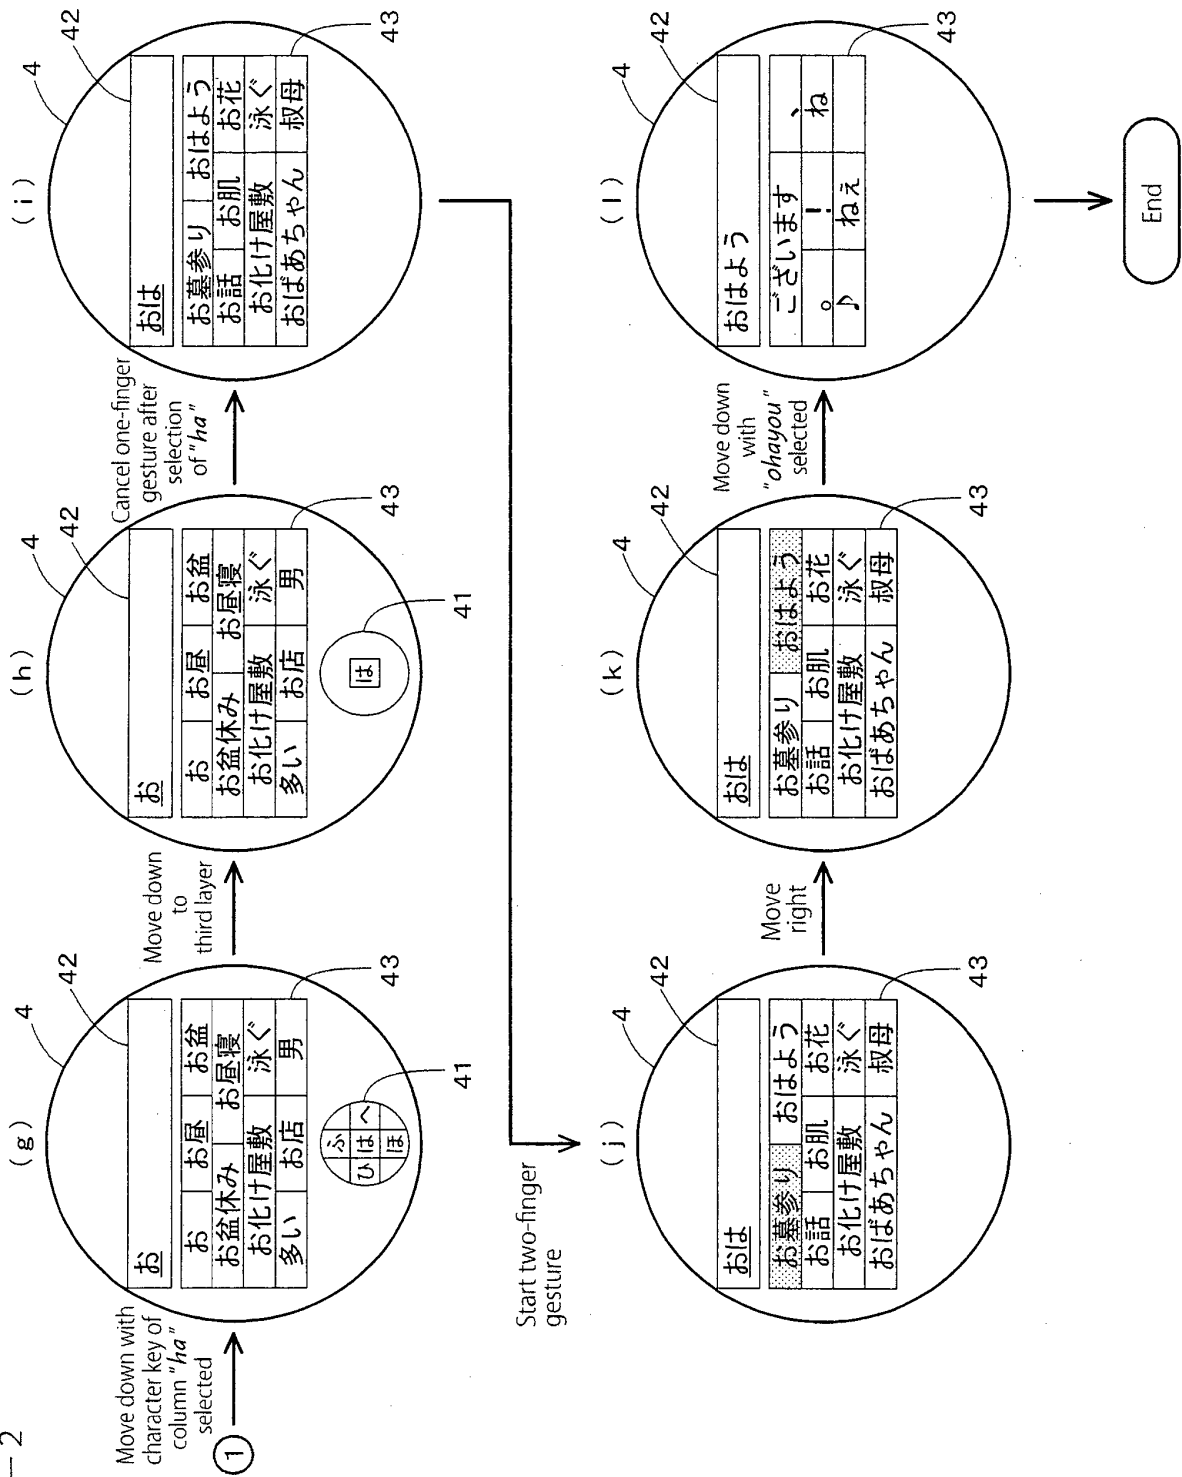 — 2
1
Move down with
character key of
column "ha"
selected
(g)
4
42
お
お お昼 お盆
お盆休み お昼寝
お化け屋敷 泳ぐ
多い お店 男
43
ふ
ひ は へ
ほ
41
Move down
to
third layer
(h)
4
42
お
お お昼 お盆
お盆休み お昼寝
お化け屋敷 泳ぐ
多い お店 男
43
は
41
Cancel one-finger
gesture after
selection
of "ha"
(i)
4
42
おは
お墓参り おはよう
お話 お肌 お花
お化け屋敷 泳ぐ
おばあちゃん 叔母
43
Start two-finger
gesture
(j)
4
42
おは
お墓参り おはよう
お話 お肌 お花
お化け屋敷 泳ぐ
おばあちゃん 叔母
43
Move
right
(k)
4
42
おは
お墓参り おはよう
お話 お肌 お花
お化け屋敷 泳ぐ
おばあちゃん 叔母
43
Move down
with
"ohayou"
selected
(l)
4
42
おはよう
ございます 、
。 ! ね
♪ ねぇ
43
End